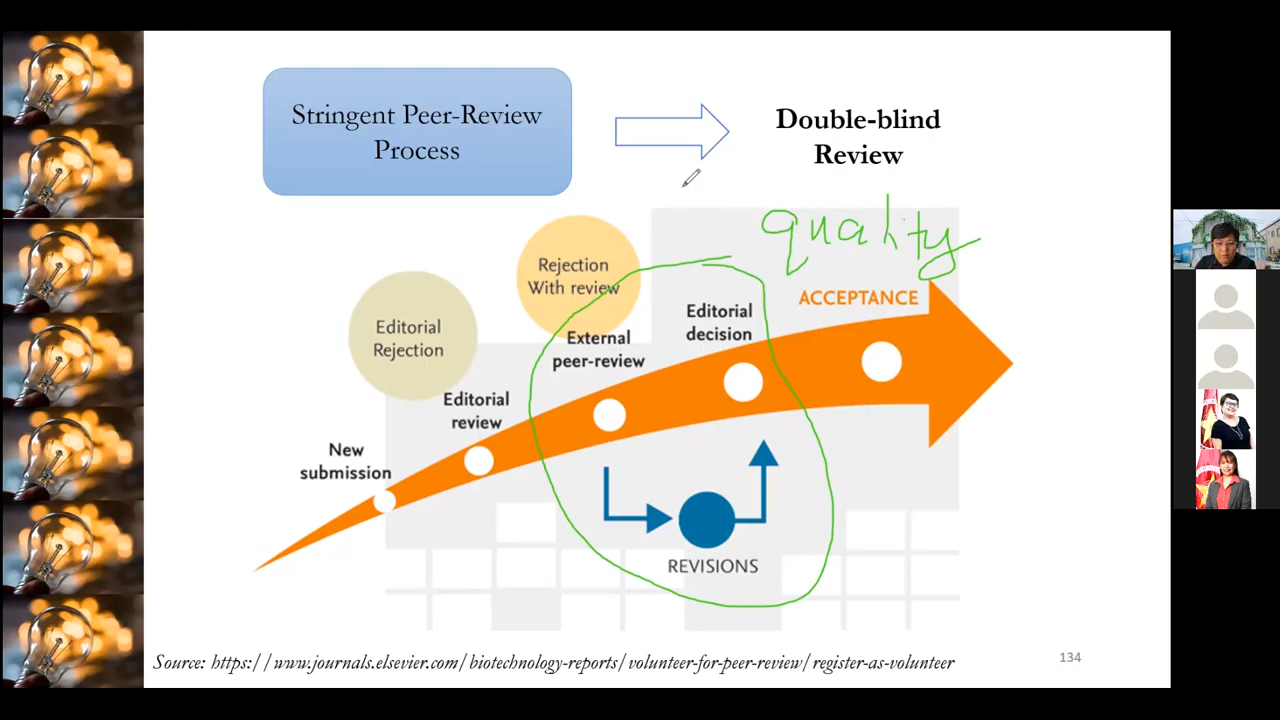 Stringent Peer-Review
Process
Double-blind
Review
quality
Rejection
With review
Editorial
Rejection
ACCEPTANCE
Editorial
decision
External
peer-review
Editorial
review
New
submission
REVISIONS
Source: https://www.journals.elsevier.com/biotechnology-reports/volunteer-for-peer-review/register-as-volunteer
134